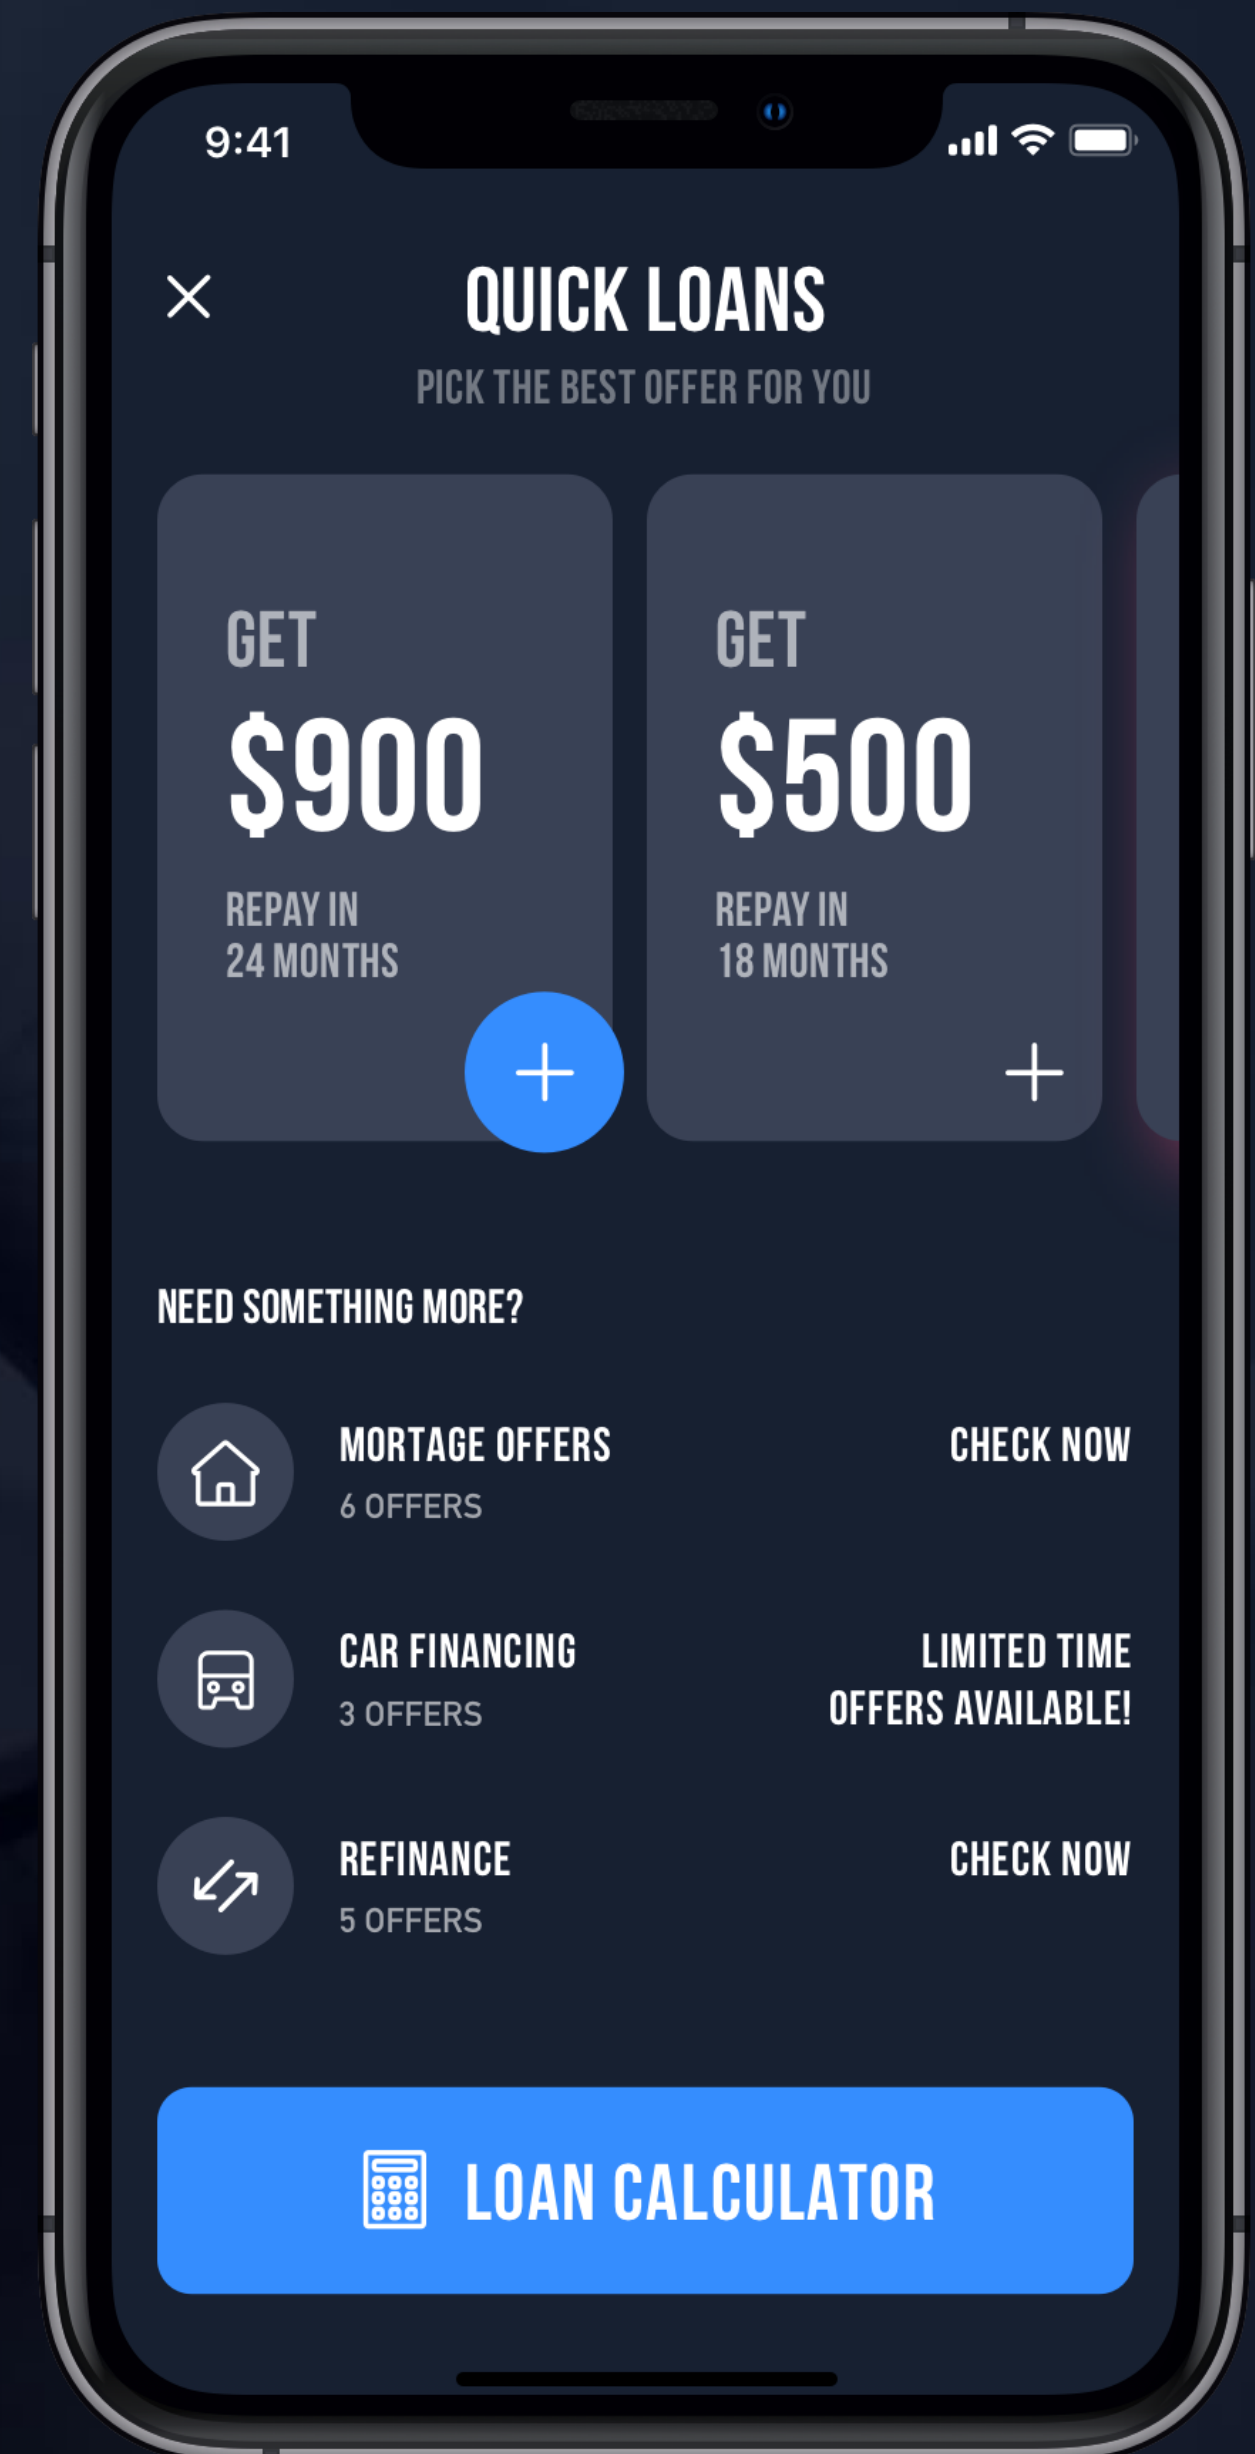 9:41
QUICK LOANS
PICK THE BEST OFFER FOR YOU
GET
$900
REPAY IN
24 MONTHS
GET
$500
REPAY IN
18 MONTHS
NEED SOMETHING MORE?
MORTAGE OFFERS
6 OFFERS
CHECK NOW
CAR FINANCING
3 OFFERS
LIMITED TIME
OFFERS AVAILABLE!
REFINANCE
5 OFFERS
CHECK NOW
LOAN CALCULATOR